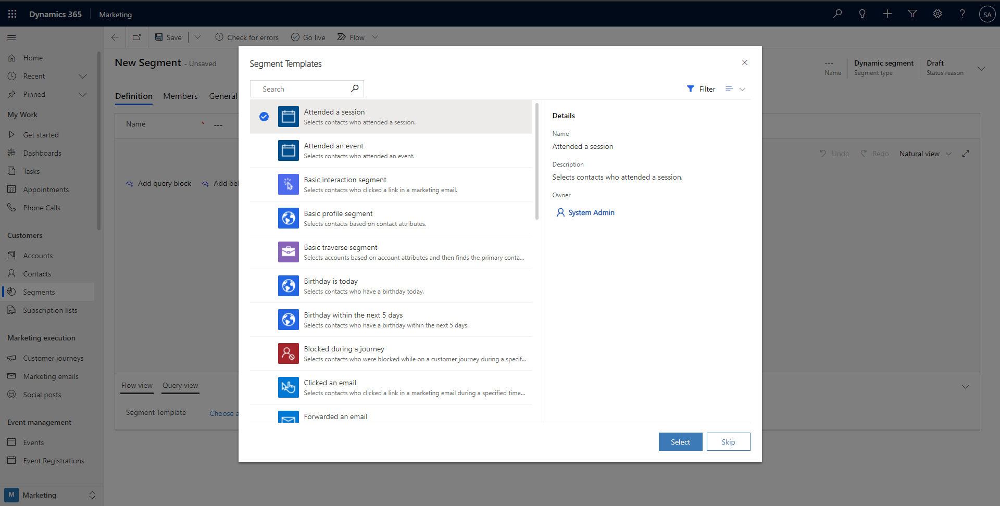 Dynamics 365
Marketing
SA
Save
Check for errors
Go live
Flow
Home
Recent
Pinned
My Work
Get started
Dashboards
Tasks
Appointments
Phone Calls
Customers
Accounts
Contacts
Segments
Subscription lists
Marketing execution
Customer journeys
Marketing emails
Social posts
Event management
Events
Event Registrations
M
Marketing
New Segment - Unsaved
---
Name
Dynamic segment
Segment type
Draft
Status reason
Definition
Members
General
Name * ---
Undo
Redo
Natural view
Add query block
Add be
Flow view
Query view
Segment Template
Choose a
Segment Templates
Search
Filter
Attended a session
Selects contacts who attended a session.
Attended an event
Selects contacts who attended an event.
Basic interaction segment
Selects contacts who clicked a link in a marketing email.
Basic profile segment
Selects contacts based on contact attributes.
Basic traverse segment
Selects accounts based on account attributes and then finds the primary conta...
Birthday is today
Selects contacts who have a birthday today.
Birthday within the next 5 days
Selects contacts who have a birthday within the next 5 days.
Blocked during a journey
Selects contacts who were blocked while on a customer journey during a specif...
Clicked an email
Selects contacts who clicked a link in a marketing email during a specified time...
Forwarded an email
Details
Name
Attended a session
Description
Selects contacts who attended a session.
Owner
System Admin
Select
Skip